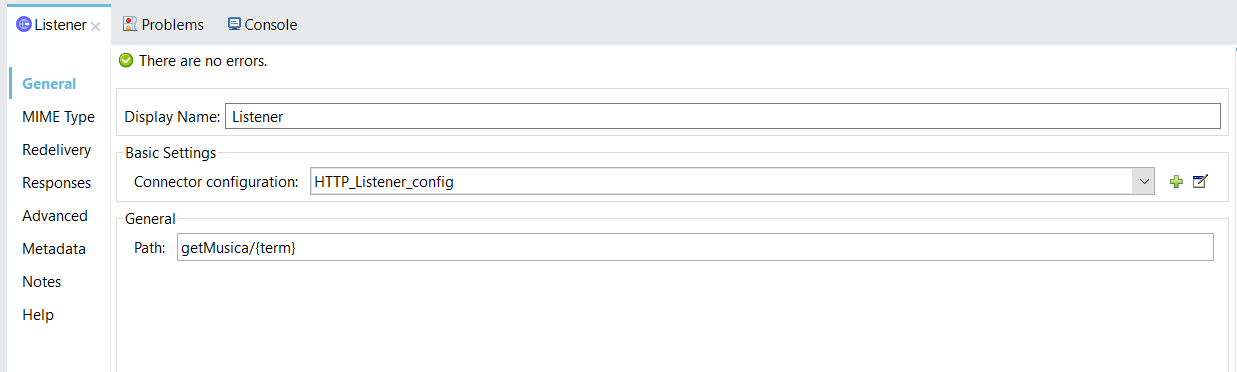 Listener Problems Console
There are no errors.
General
MIME Type
Redelivery
Responses
Advanced
Metadata
Notes
Help
Display Name: Listener
Basic Settings
Connector configuration: HTTP_Listener_config
General
Path: getMusica/{term}